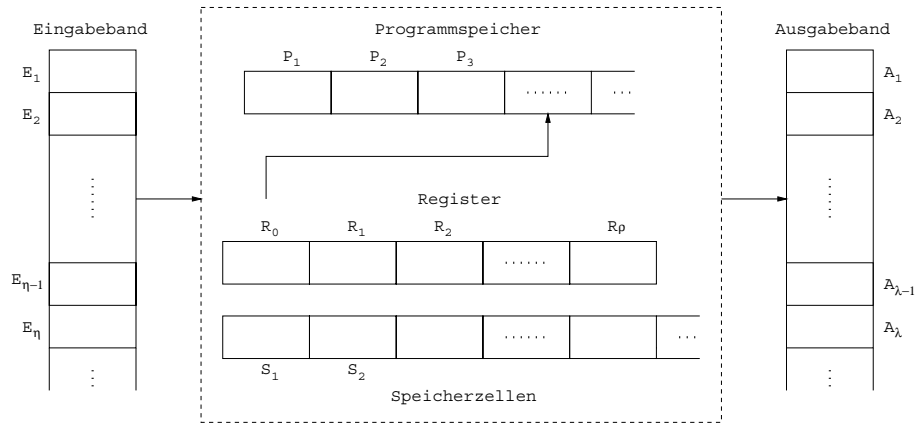 Eingabeband
Programmspeicher
Ausgabeband
P₁ P₂ P₃
E₁
...... ...
A₁
E₂
A₂
......
......
Register
R₀ R₁ R₂ Rρ
......
Eη−1
Aλ−1
Eη
...... ...
Aλ
S₁ S₂
...
...
Speicherzellen